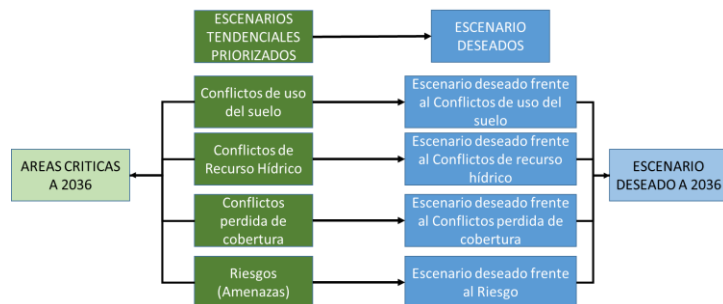 ESCENARIOS
TENDENCIALES
PRIORIZADOS
ESCENARIO
DESEADOS
Conflictos de uso
del suelo
Escenario deseado frente
al Conflictos de uso del
suelo
AREAS CRITICAS
A 2036
Conflictos de
Recurso Hídrico
Escenario deseado frente
al Conflictos de recurso
hídrico
ESCENARIO
DESEADO A 2036
Conflictos
perdida de
cobertura
Escenario deseado frente
al Conflictos perdida de
cobertura
Riesgos
(Amenazas)
Escenario deseado frente
al Riesgo